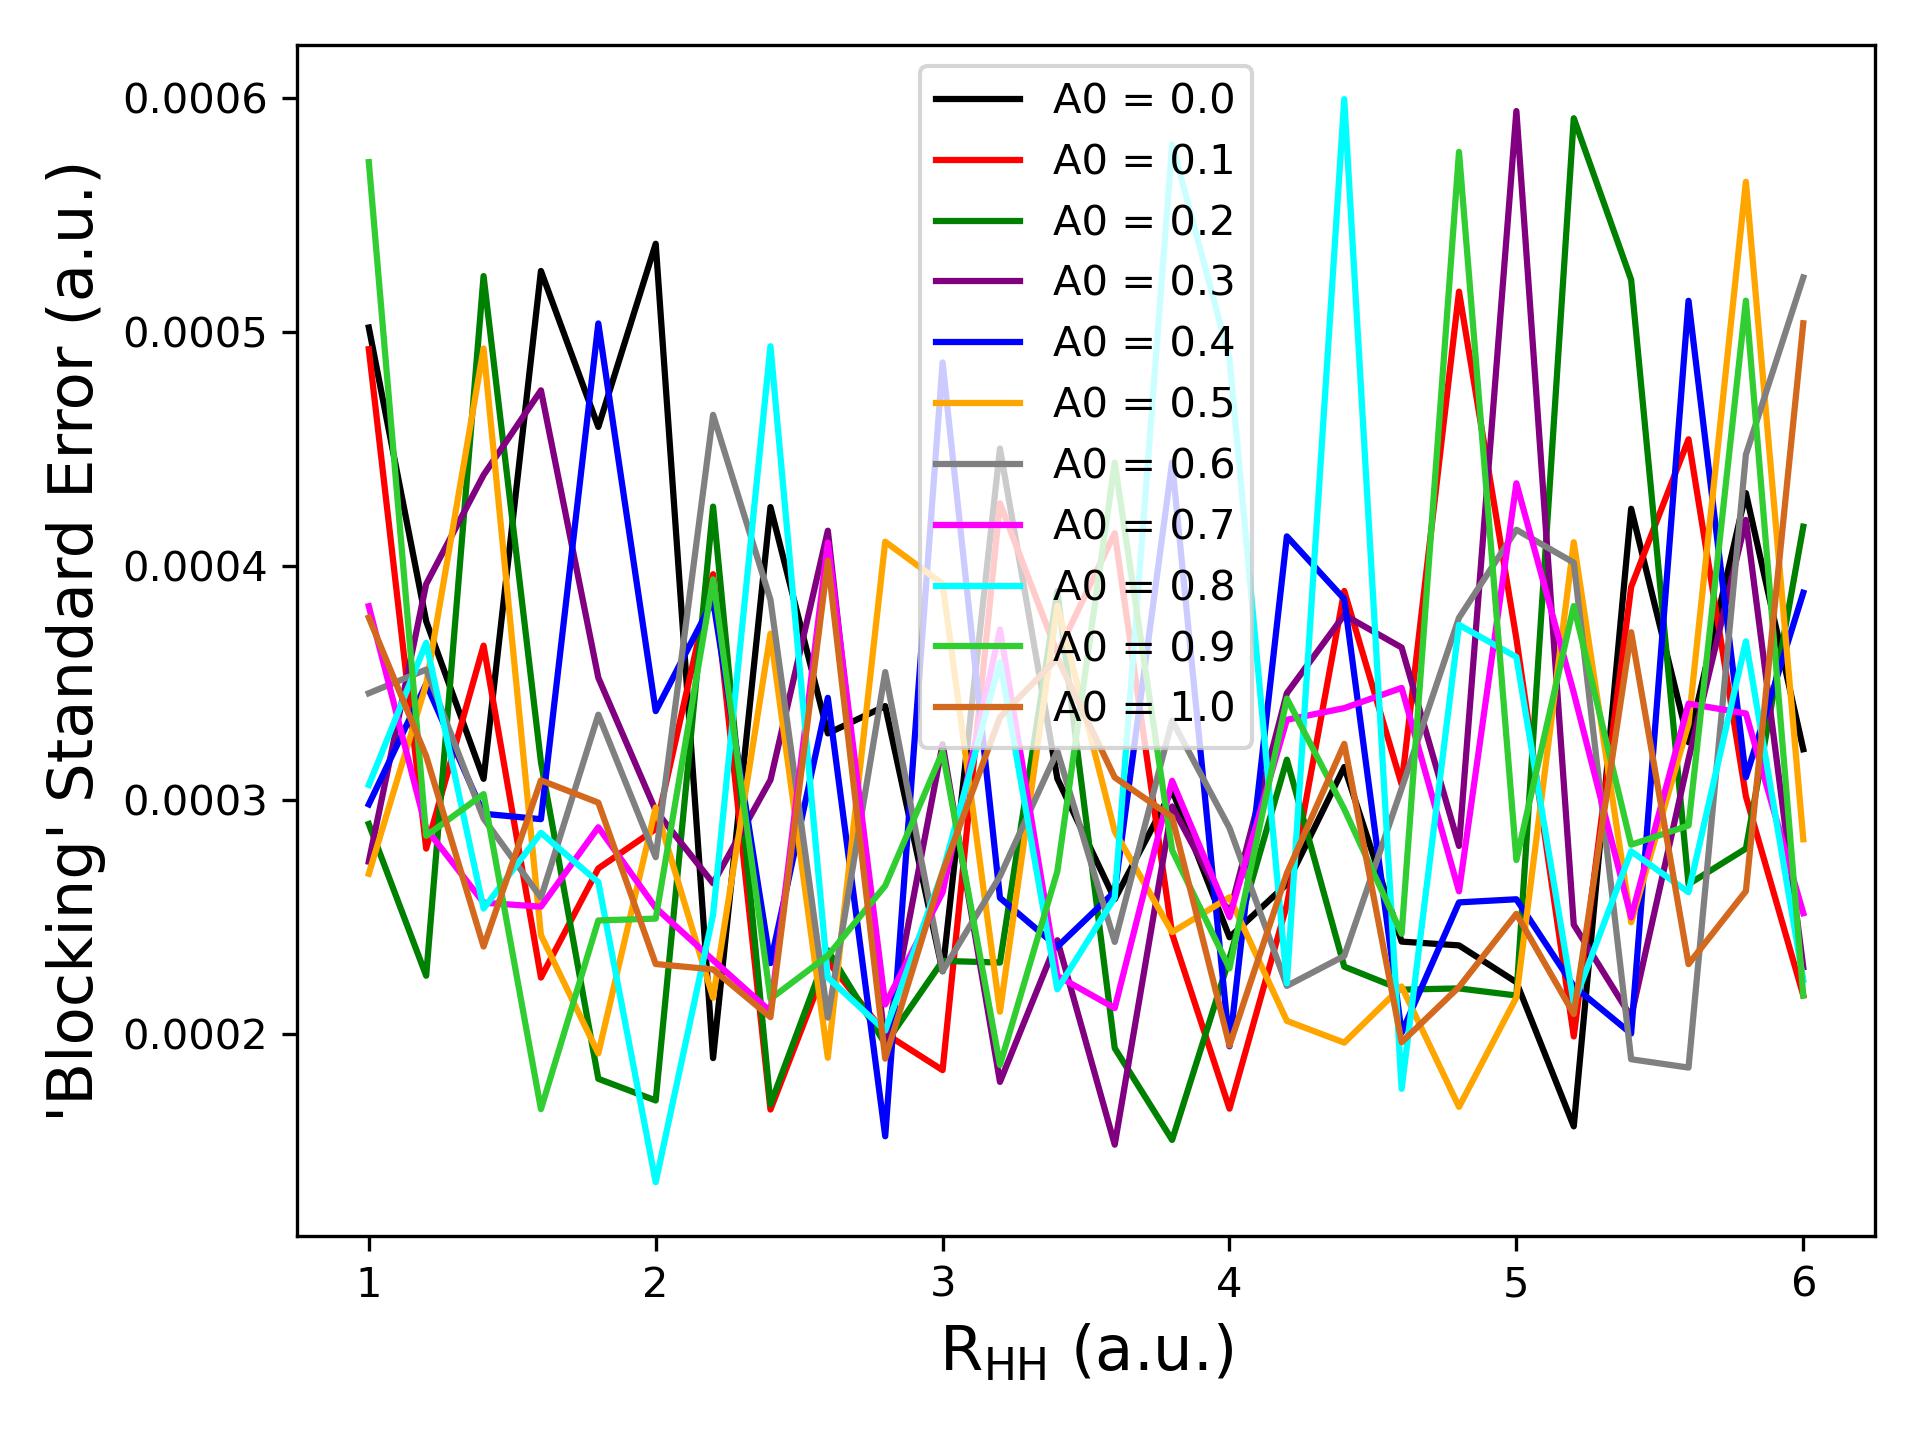 'Blocking' Standard Error (a.u.)
0.0006
0.0005
0.0004
0.0003
0.0002
A0 = 0.0
A0 = 0.1
A0 = 0.2
A0 = 0.3
A0 = 0.4
A0 = 0.5
A0 = 0.6
A0 = 0.7
A0 = 0.8
A0 = 0.9
A0 = 1.0
1 2 3 4 5 6
R_HH (a.u.)